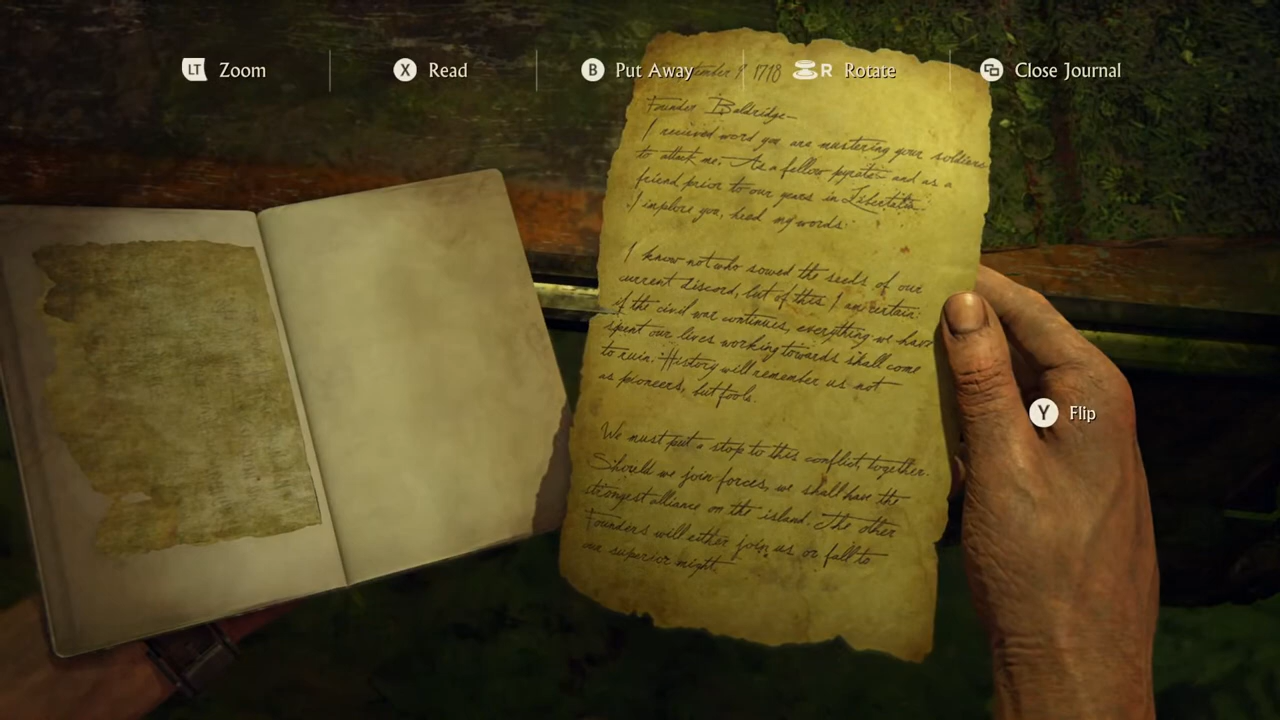 LT Zoom
X Read
B Put Away
R Rotate
Close Journal
9 1718
Founder Baldridge-
I recieved word you are mustering your soldiers
to attack me. As a fellow pyrate and as a
friend prior to our years in Libertalia
I implore you, heed my words:
I know not who sowed the seeds of our
current discord, but of this I am certain:
if the civil war continues, everything we have
spent our lives working towards shall come
to ruin. History will remember us not
as pioneers, but fools.
We must put a stop to this conflict, together.
Should we join forces, we shall have the
strongest alliance on the island. The other
Founders will either join us or fall to
our superior might.
Y Flip